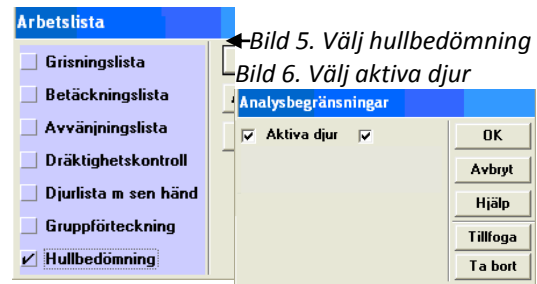 Arbetslista
Grisningslista
Betäckningslista
Avvänjningslista
Dräktighetskontroll
Djurlista m sen händ
Gruppförteckning
Hullbedömning
Bild 5. Välj hullbedömning
Bild 6. Välj aktiva djur
Analysbegränsningar
Aktiva djur
OK
Avbryt
Hjälp
Tillfoga
Ta bort